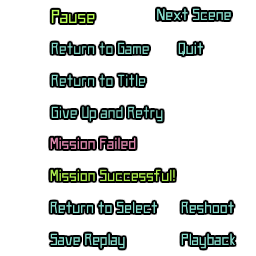 Pause Next Scene
Return to Game Quit
Return to Title
Give Up and Retry
Mission Failed
Mission Successful!
Return to Select Reshoot
Save Replay Playback